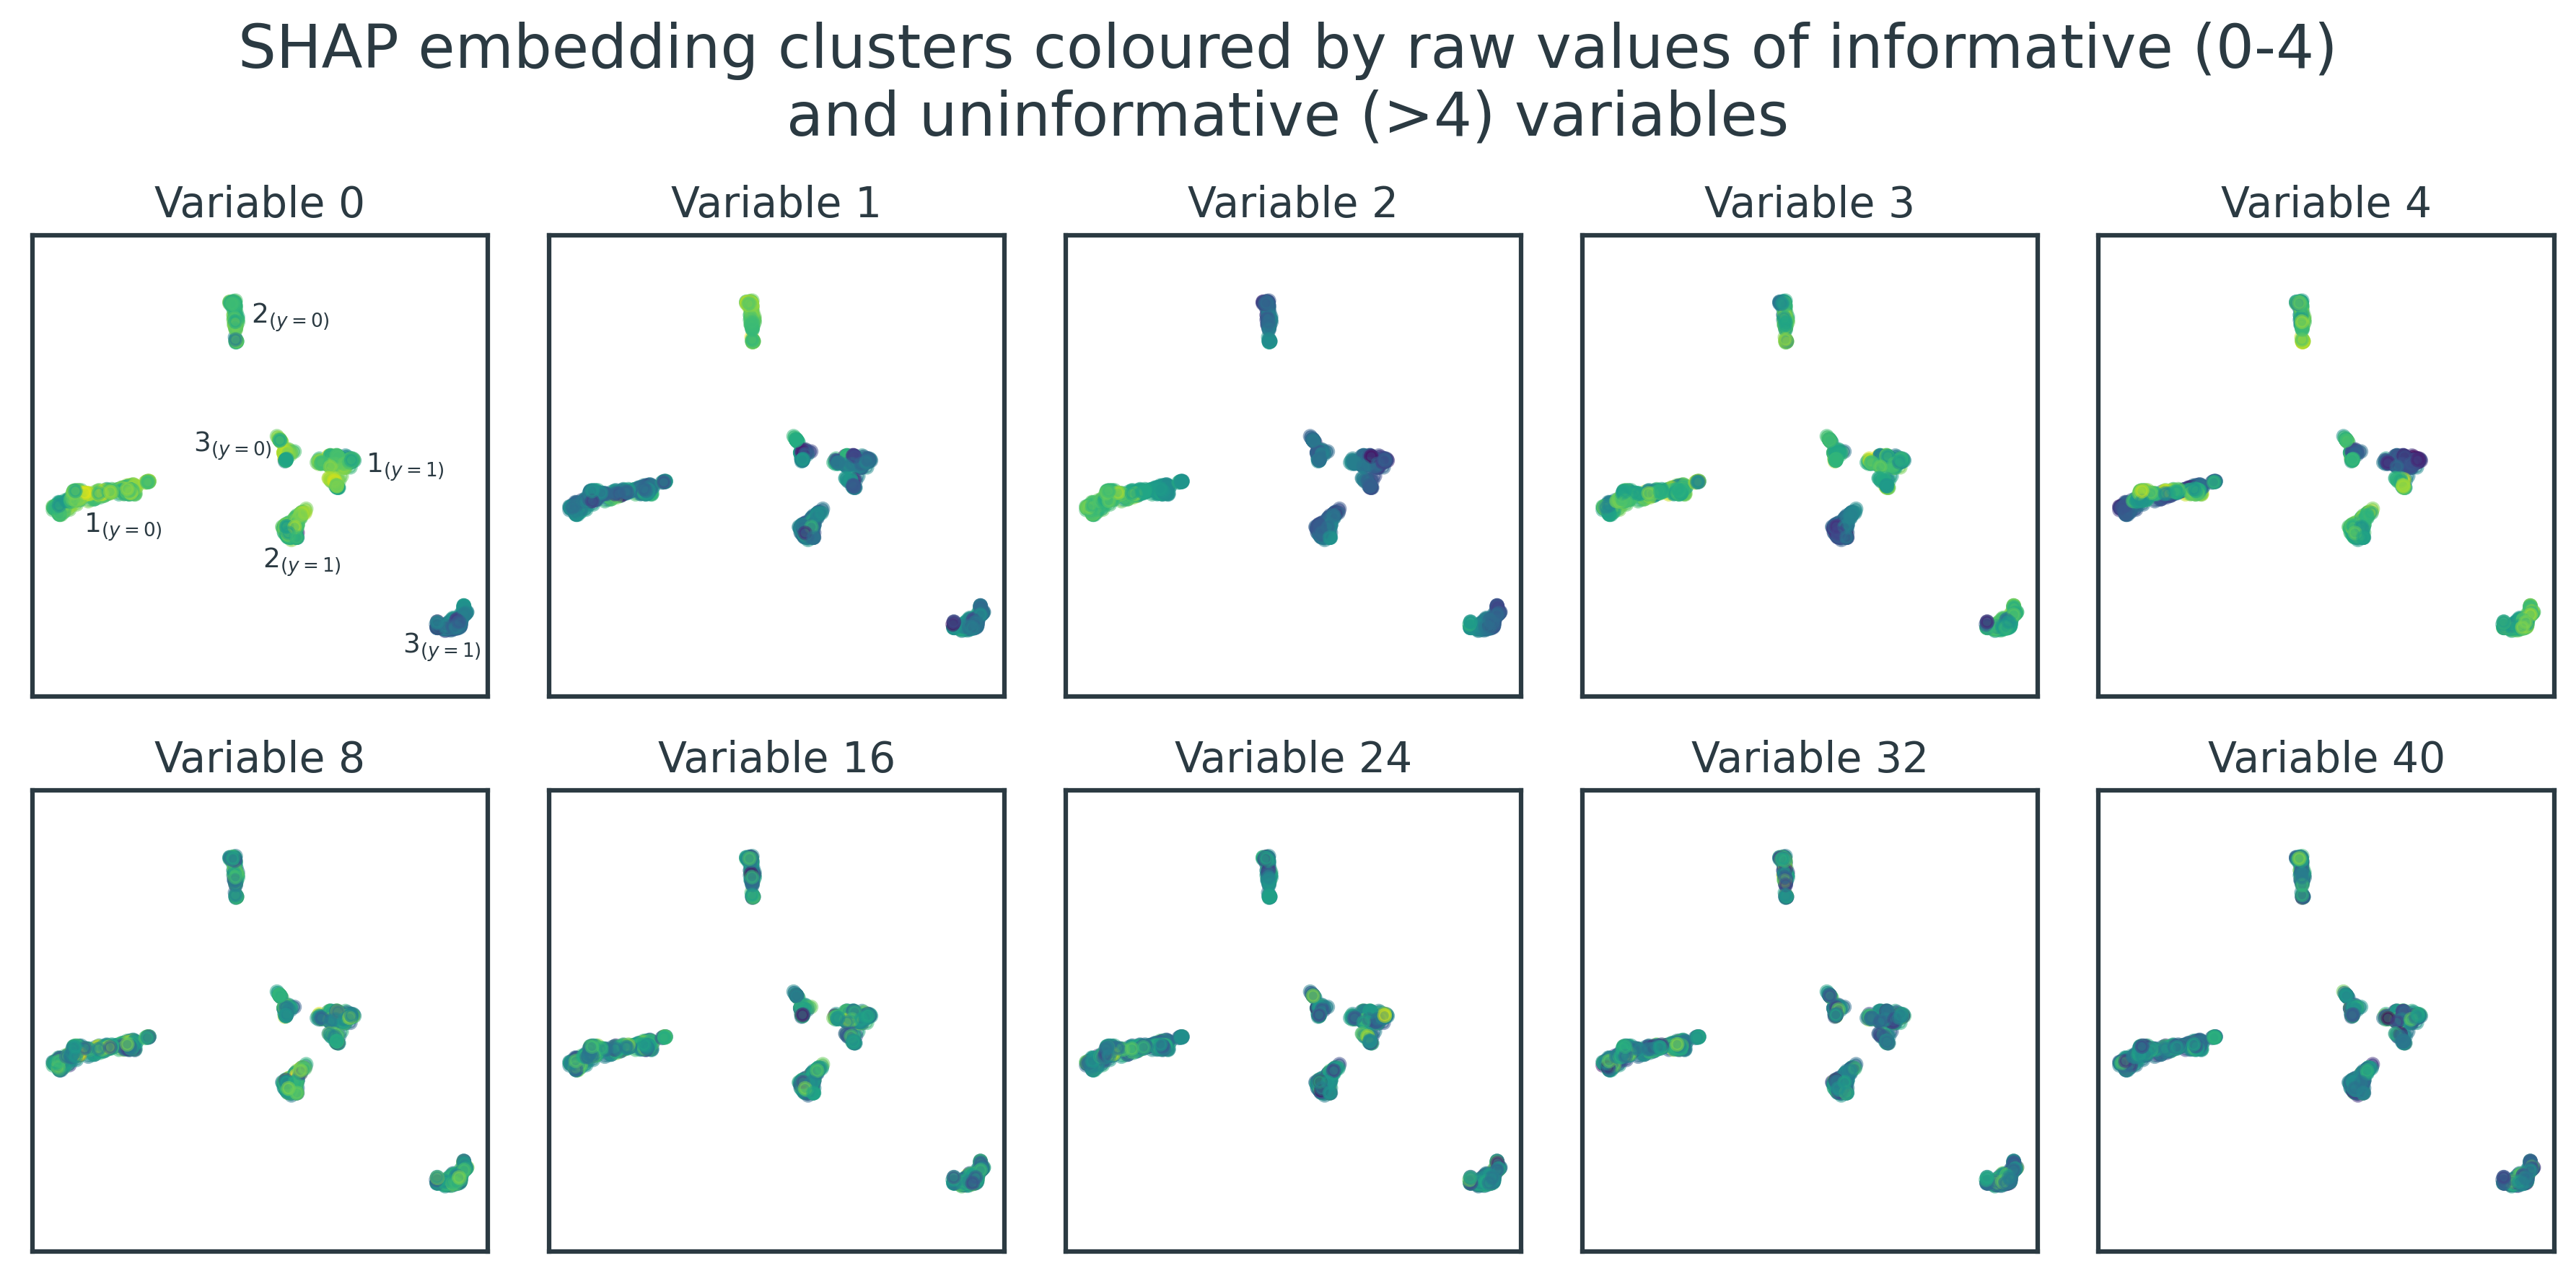 SHAP embedding clusters coloured by raw values of informative (0-4)
and uninformative (>4) variables
Variable 0
Variable 1
Variable 2
Variable 3
Variable 4
2(y = 0)
3(y = 0)
1(y = 1)
1(y = 0)
2(y = 1)
3(y = 1)
Variable 8
Variable 16
Variable 24
Variable 32
Variable 40